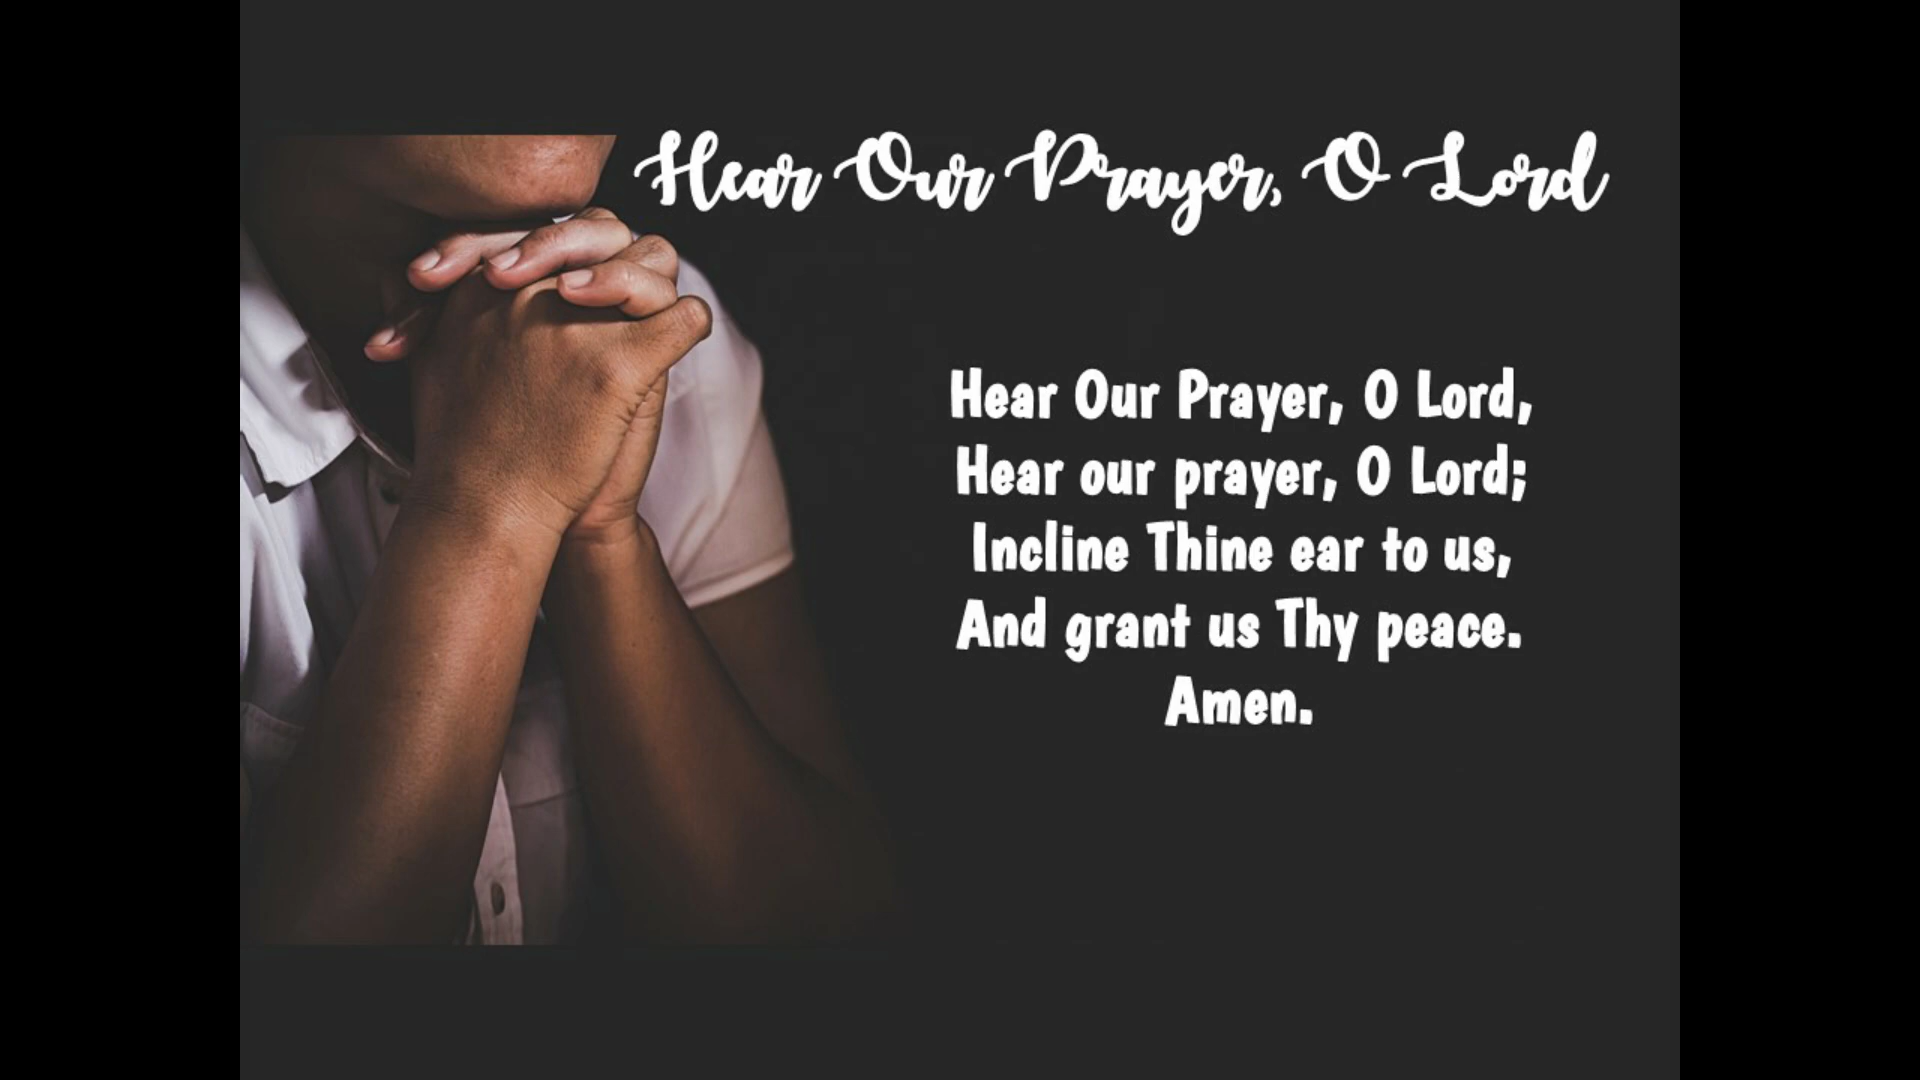 Hear Our Prayer, O Lord
Hear Our Prayer, O Lord,
Hear our prayer, O Lord;
Incline Thine ear to us,
And grant us Thy peace.
Amen.